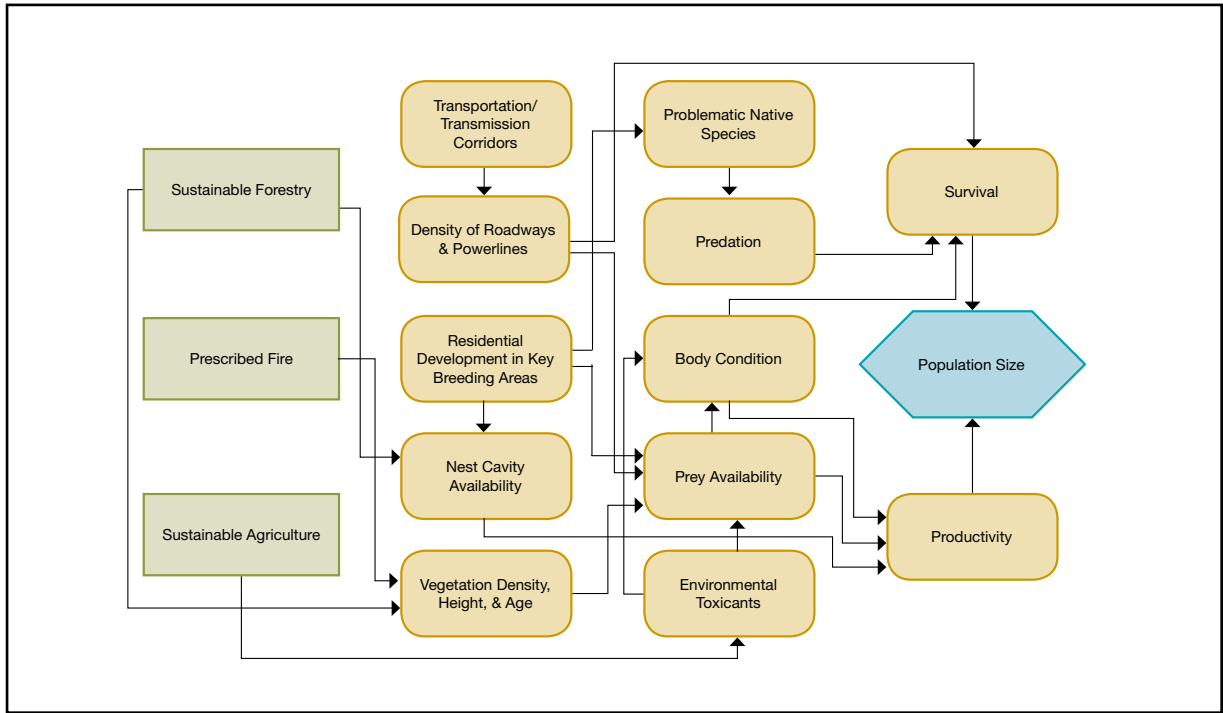 Transportation/
Transmission
Corridors
Problematic Native
Species
Sustainable Forestry
Survival
Density of Roadways
& Powerlines
Predation
Prescribed Fire
Residential
Development in Key
Breeding Areas
Body Condition
Population Size
Nest Cavity
Availability
Prey Availability
Sustainable Agriculture
Productivity
Vegetation Density,
Height, & Age
Environmental
Toxicants